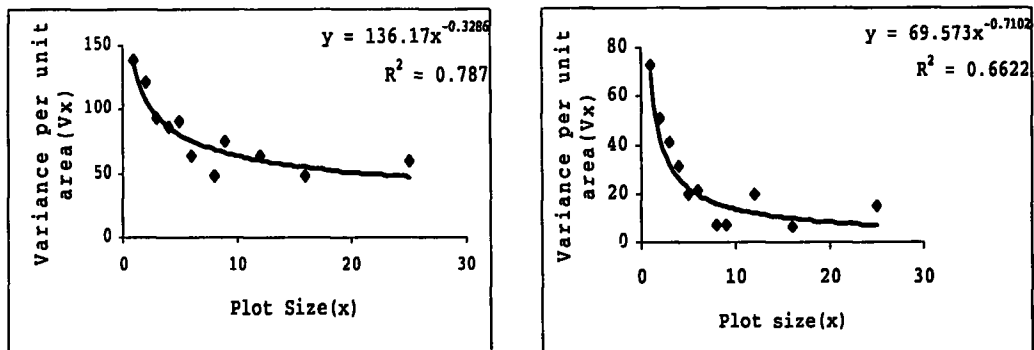 y = 136.17x^-0.3286
R² = 0.787
Variance per unit
area(Vx)
150
100
50
0
0 10 20 30
Plot Size(x)
y = 69.573x^-0.7102
R² = 0.6622
Variance per unit
area(Vx)
80
60
40
20
0
0 10 20 30
Plot size(x)